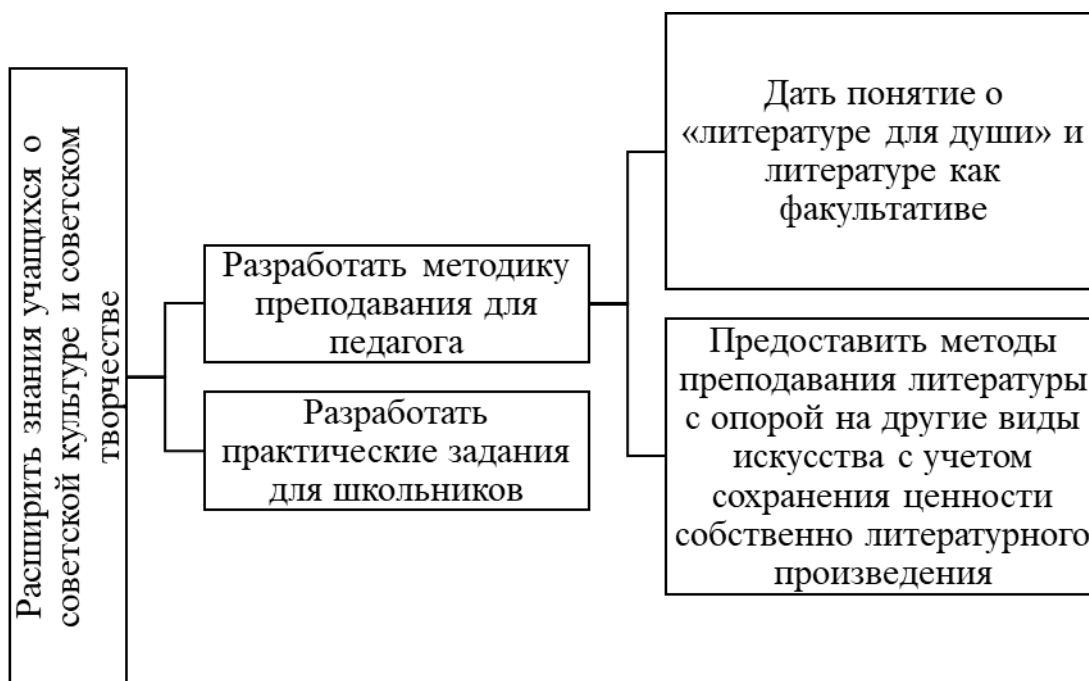 Расширить знания учащихся о
советской культуре и советском
творчестве
Разработать методику
преподавания для
педагога
Разработать
практические задания
для школьников
Дать понятие о
«литературе для души» и
литературе как
факультативе
Предоставить методы
преподавания литературы
с опорой на другие виды
искусства с учетом
сохранения ценности
собственно литературного
произведения